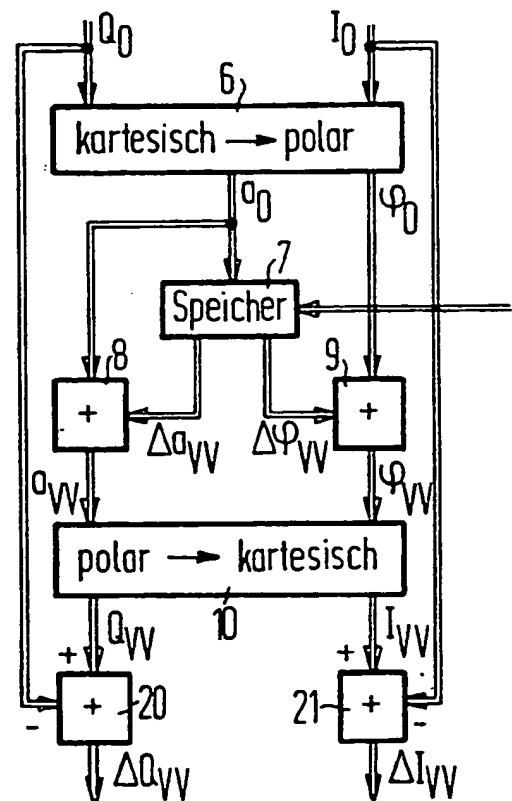 Q₀ I₀
6
kartesisch → polar
a₀ φ₀
7
Speicher
8 9
+ +
Δa_VV Δφ_VV
a_VV φ_VV
polar → kartesisch
10
Q_VV I_VV
+ +
+ 20 21 +
- -
ΔQ_VV ΔI_VV